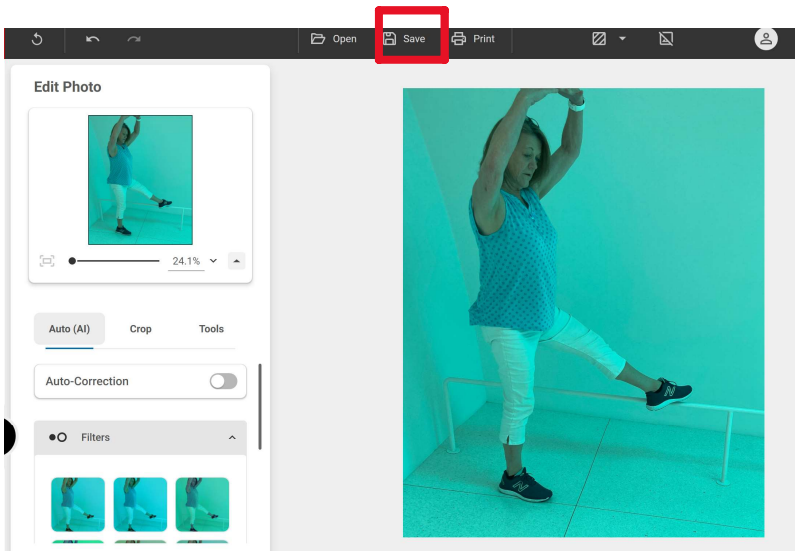 Open Save Print
Edit Photo
24.1%
Auto (AI) Crop Tools
Auto-Correction
Filters